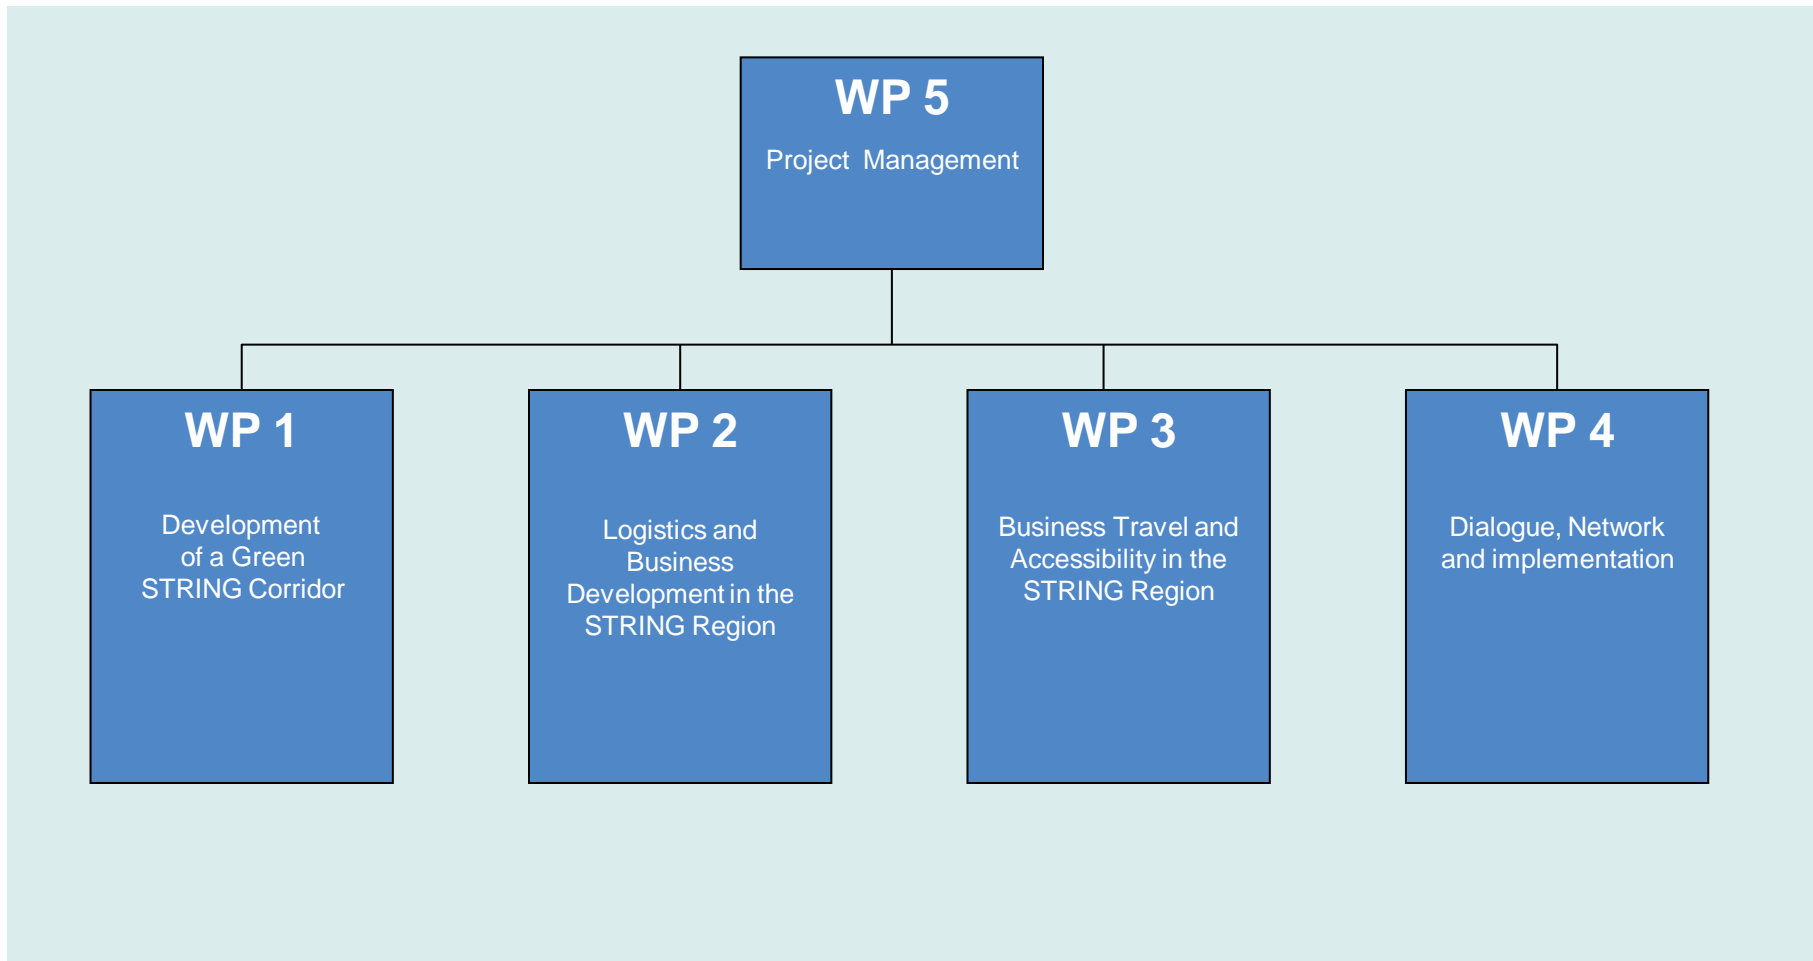 WP 5
Project  Management
WP 1
Development
of a Green
STRING Corridor
WP 2
Logistics and
Business
Development in the
STRING Region
WP 3
Business Travel and
Accessibility in the
STRING Region
WP 4
Dialogue, Network
and implementation